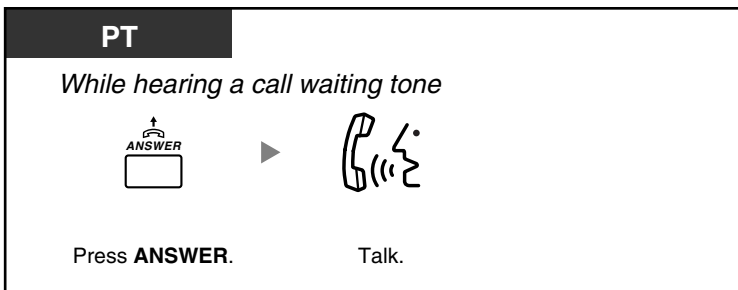 PT
While hearing a call waiting tone
ANSWER
Press ANSWER.
Talk.